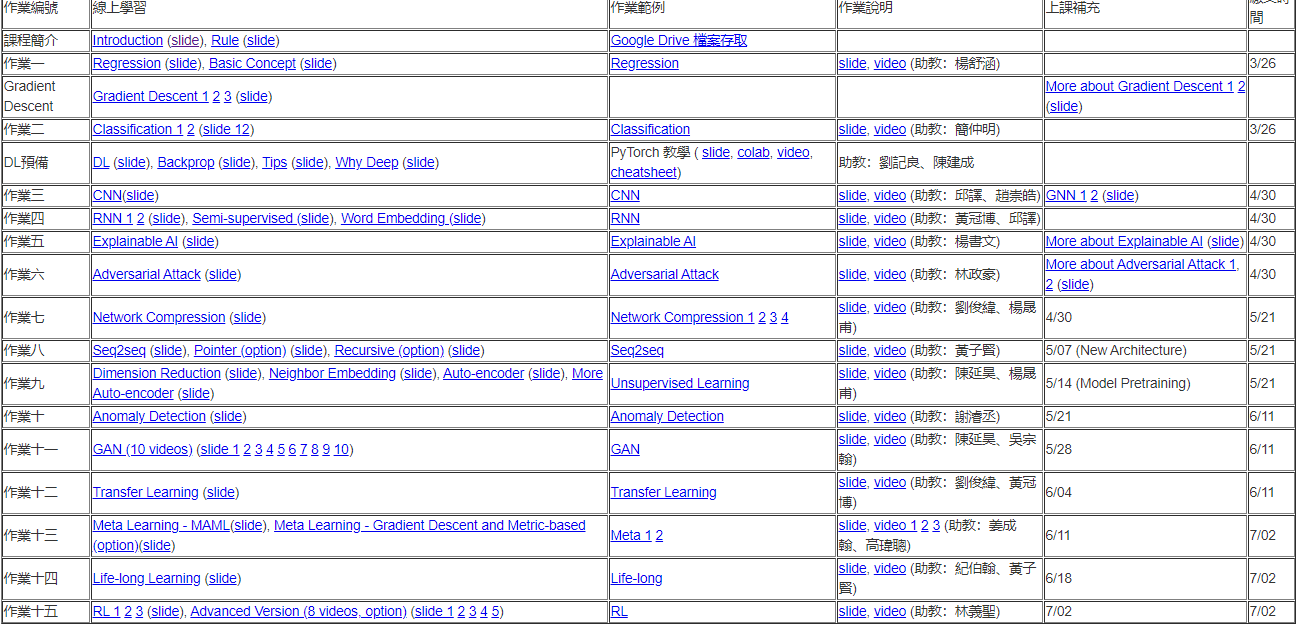 作業編號 線上學習 作業範例 作業說明 上課補充 繳交時
間
課程簡介 Introduction (slide), Rule (slide) Google Drive 檔案存取
作業一 Regression (slide), Basic Concept (slide) Regression slide, video (助教：楊舒涵) 3/26
Gradient
Descent
Gradient Descent 1 2 3 (slide)
More about Gradient Descent 1 2
(slide)
作業二 Classification 1 2 (slide 12) Classification slide, video (助教：簡仲明) 3/26
DL預備 DL (slide), Backprop (slide), Tips (slide), Why Deep (slide)
PyTorch 教學 ( slide, colab, video,
cheatsheet)
助教：劉記良、陳建成
作業三 CNN(slide) CNN slide, video (助教：邱譯、趙崇皓) GNN 1 2 (slide) 4/30
作業四 RNN 1 2 (slide), Semi-supervised (slide), Word Embedding (slide) RNN slide, video (助教：黃冠博、邱譯) 4/30
作業五 Explainable AI (slide) Explainable AI slide, video (助教：楊書文) More about Explainable AI (slide) 4/30
作業六 Adversarial Attack (slide) Adversarial Attack slide, video (助教：林政豪)
More about Adversarial Attack 1,
2 (slide)
4/30
作業七 Network Compression (slide) Network Compression 1 2 3 4
slide, video (助教：劉俊緯、楊晟
甫)
4/30 5/21
作業八 Seq2seq (slide), Pointer (option) (slide), Recursive (option) (slide) Seq2seq slide, video (助教：黃子賢) 5/07 (New Architecture) 5/21
作業九
Dimension Reduction (slide), Neighbor Embedding (slide), Auto-encoder (slide), More
Auto-encoder (slide)
Unsupervised Learning
slide, video (助教：陳延昊、楊晟
甫)
5/14 (Model Pretraining) 5/21
作業十 Anomaly Detection (slide) Anomaly Detection slide, video (助教：謝濬丞) 5/21 6/11
作業十一 GAN (10 videos) (slide 1 2 3 4 5 6 7 8 9 10) GAN
slide, video (助教：陳延昊、吳宗
翰)
5/28 6/11
作業十二 Transfer Learning (slide) Transfer Learning
slide, video (助教：劉俊緯、黃冠
博)
6/04 6/11
作業十三
Meta Learning - MAML(slide), Meta Learning - Gradient Descent and Metric-based
(option)(slide)
Meta 1 2
slide, video 1 2 3 (助教：姜成
翰、高瑋聰)
6/11 7/02
作業十四 Life-long Learning (slide) Life-long
slide, video (助教：紀伯翰、黃子
賢)
6/18 7/02
作業十五 RL 1 2 3 (slide), Advanced Version (8 videos, option) (slide 1 2 3 4 5) RL slide, video (助教：林義聖) 7/02 7/02